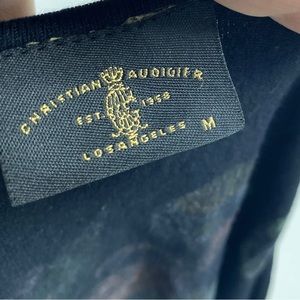 CHRISTIAN AUDIGIER
EST. 1958
LOS ANGELES M